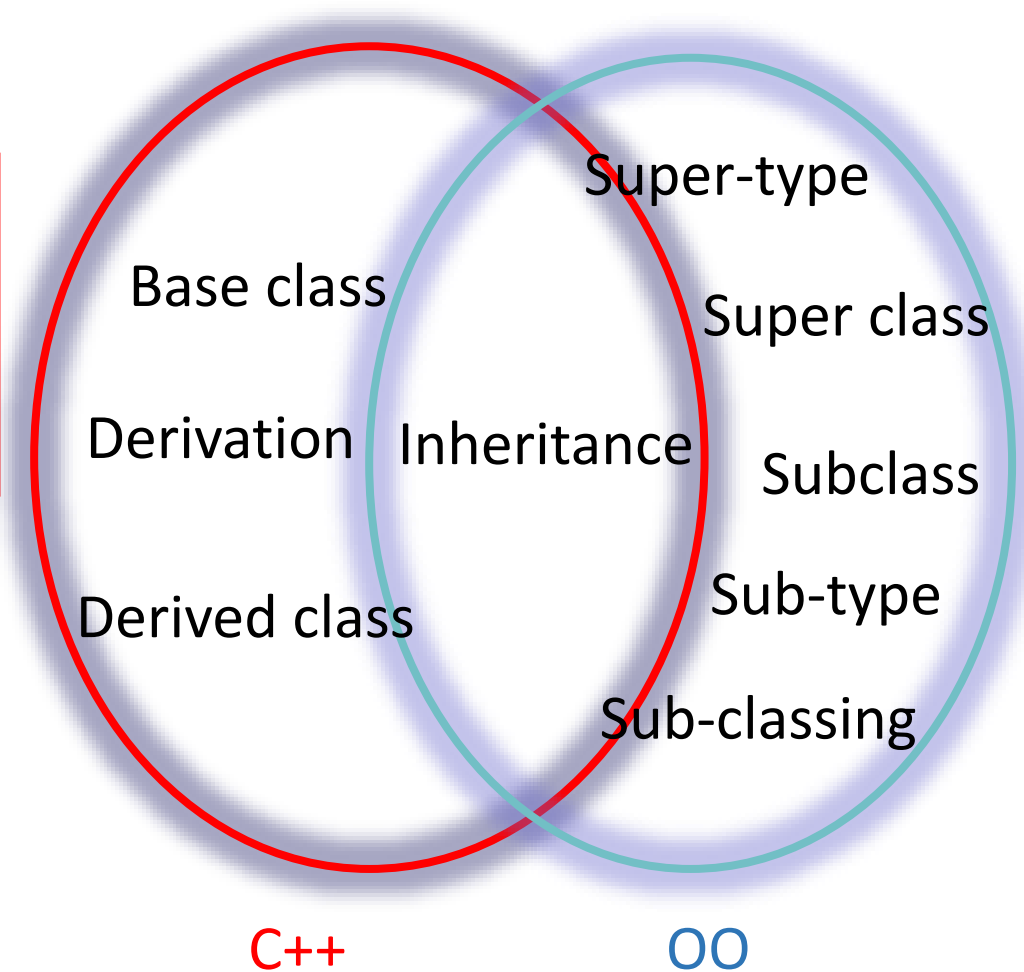 Super-type
Base class
Super class
Derivation
Inheritance
Subclass
Sub-type
Derived class
Sub-classing
C++
OO